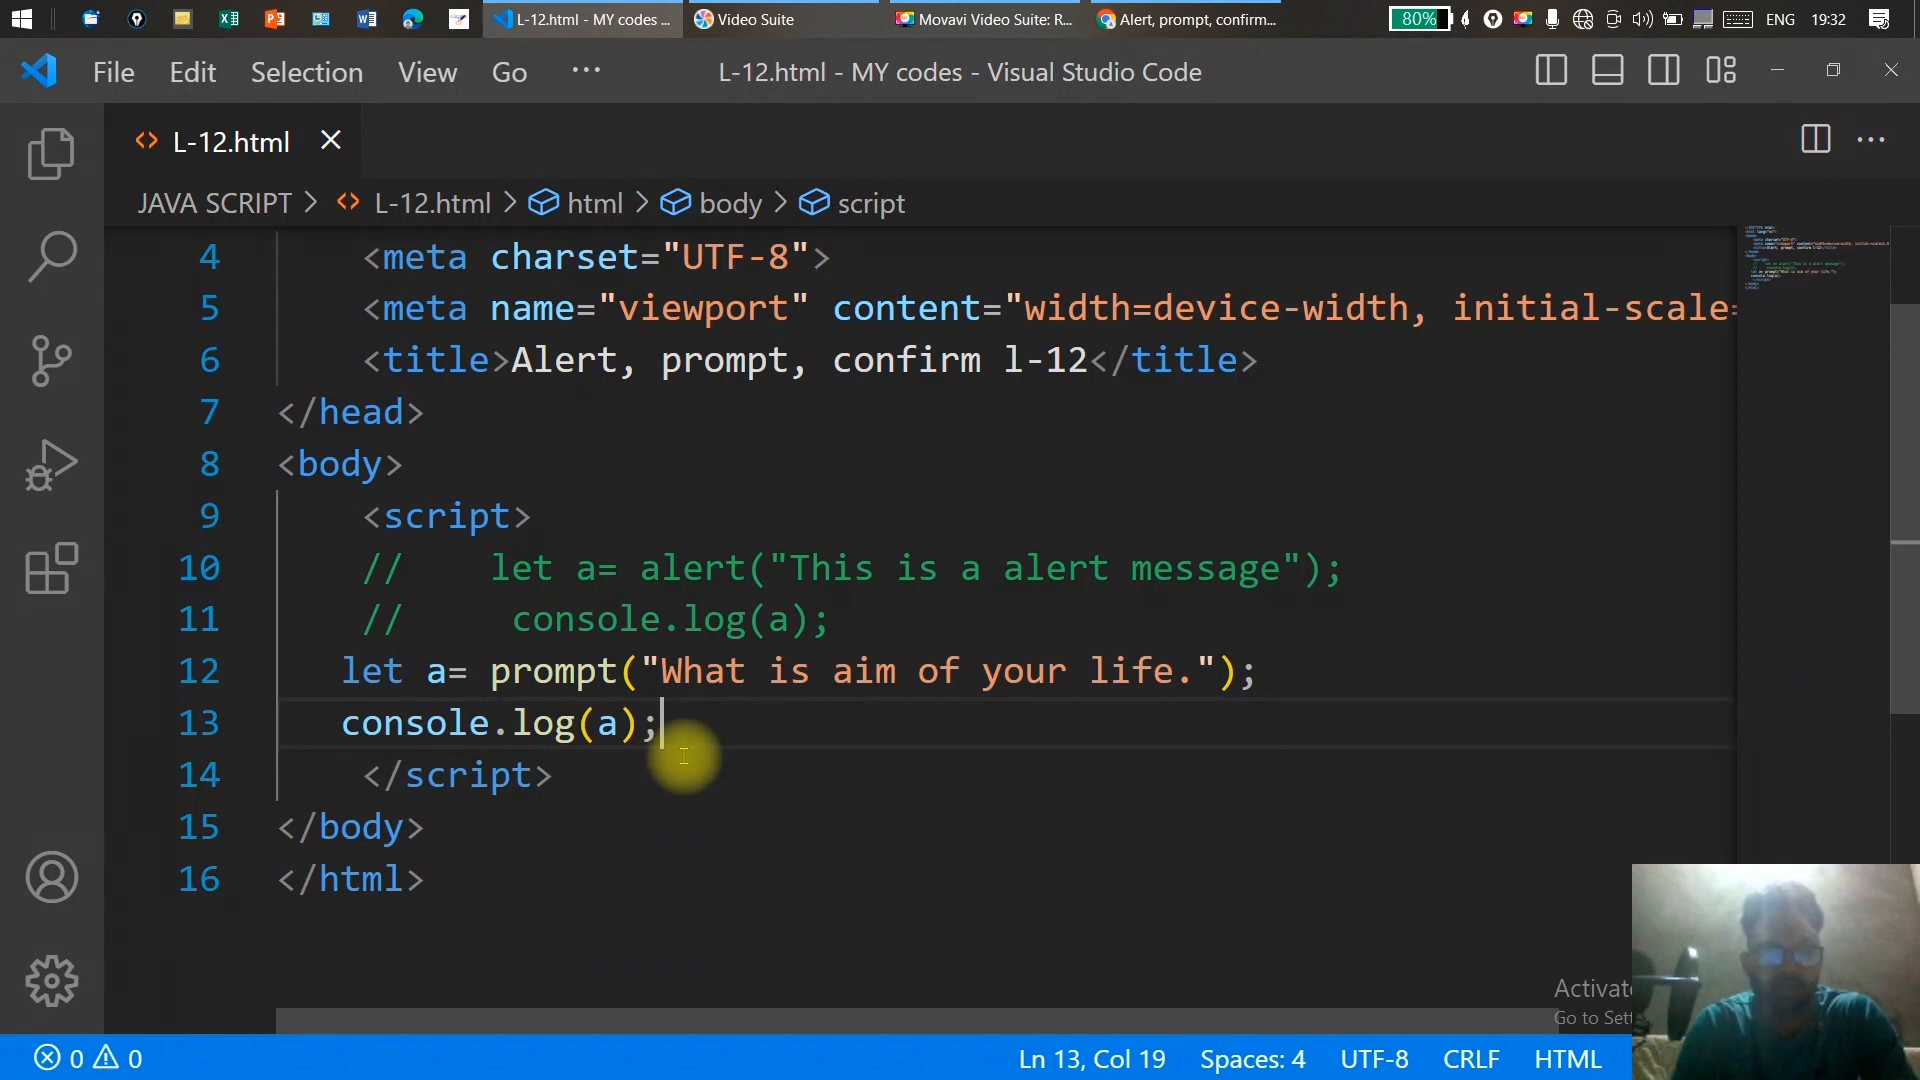 L-12.html - MY codes ...
Video Suite
Movavi Video Suite: R...
Alert, prompt, confirm...
80%
ENG
19:32
File Edit Selection View Go ...
L-12.html - MY codes - Visual Studio Code
L-12.html
JAVA SCRIPT > L-12.html > html > body > script
4 <meta charset="UTF-8">
5 <meta name="viewport" content="width=device-width, initial-scale=
6 <title>Alert, prompt, confirm l-12</title>
7 </head>
8 <body>
9 <script>
10 // let a= alert("This is a alert message");
11 // console.log(a);
12 let a= prompt("What is aim of your life.");
13 console.log(a);
14 </script>
15 </body>
16 </html>
Activate
Go to Sett
0 0
Ln 13, Col 19 Spaces: 4 UTF-8 CRLF HTML